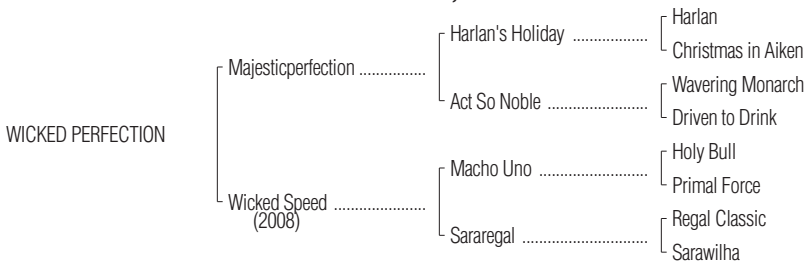 Harlan
Harlan's Holiday ..................
Christmas in Aiken
Majesticperfection ................
Wavering Monarch
Act So Noble ........................
Driven to Drink
WICKED PERFECTION
Holy Bull
Macho Uno ..........................
Primal Force
Wicked Speed ......................
(2008)
Regal Classic
Sararegal ..............................
Sarawilha